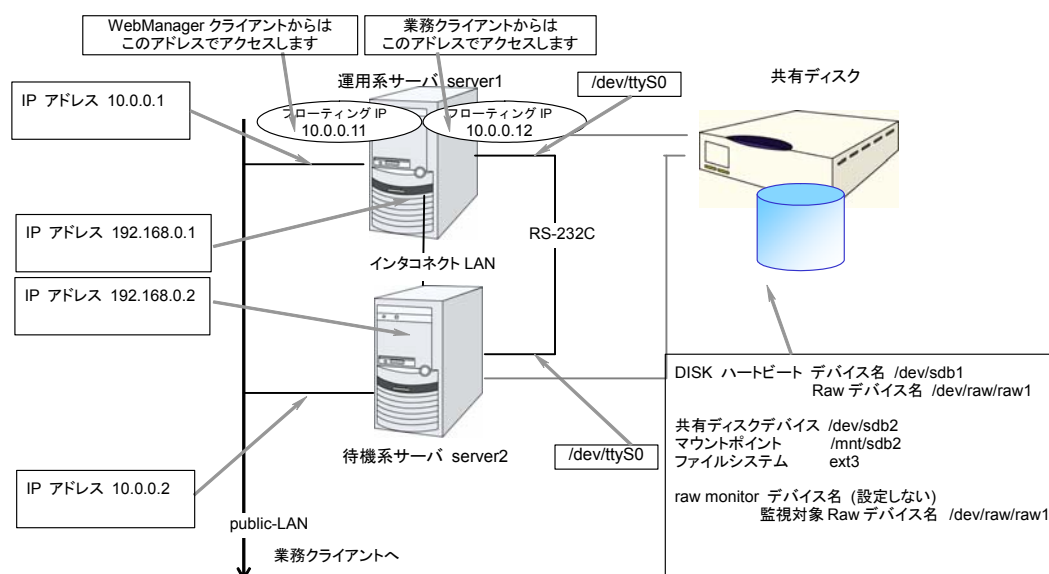 WebManager クライアントからは
このアドレスでアクセスします
業務クライアントからは
このアドレスでアクセスします
運用系サーバ server1
/dev/ttyS0
共有ディスク
IP アドレス 10.0.0.1
フローティング IP
10.0.0.11
フローティング IP
10.0.0.12
IP アドレス 192.168.0.1
RS-232C
インタコネクト LAN
IP アドレス 192.168.0.2
DISK ハートビート デバイス名 /dev/sdb1
Raw デバイス名 /dev/raw/raw1
共有ディスクデバイス /dev/sdb2
マウントポイント /mnt/sdb2
ファイルシステム ext3
raw monitor デバイス名 (設定しない)
監視対象 Raw デバイス名 /dev/raw/raw1
待機系サーバ server2
/dev/ttyS0
IP アドレス 10.0.0.2
public-LAN
業務クライアントへ